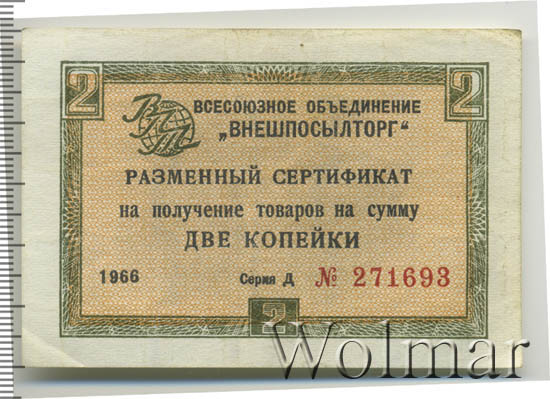 2 2
ВПТ
ВСЕСОЮЗНОЕ ОБЪЕДИНЕНИЕ
„ВНЕШПОСЫЛТОРГ"
РАЗМЕННЫЙ СЕРТИФИКАТ
на получение товаров на сумму
ДВЕ КОПЕЙКИ
1966 Серия Д № 271693
2
Wolmar